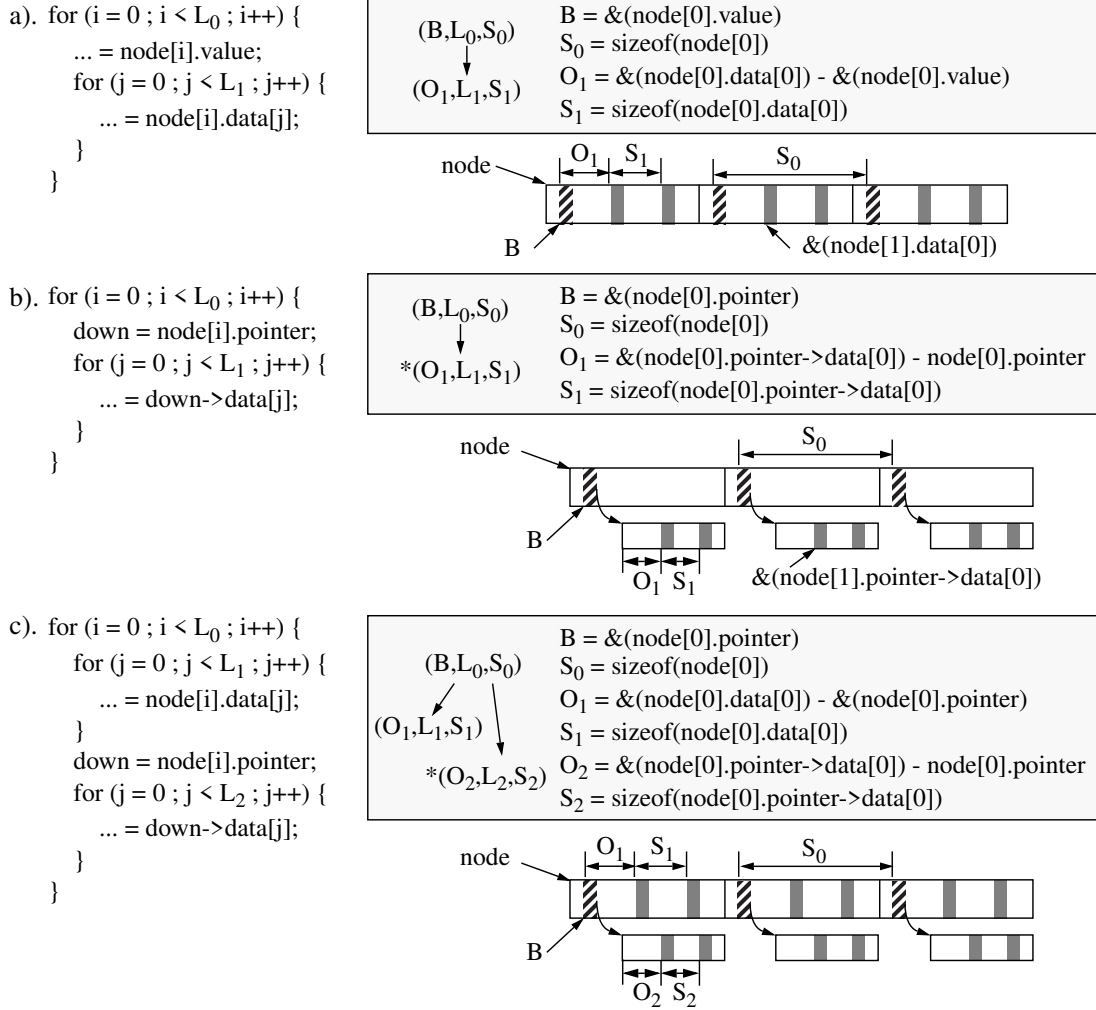 a). for (i = 0 ; i < L0 ; i++) {
... = node[i].value;
for (j = 0 ; j < L1 ; j++) {
... = node[i].data[j];
}
}
(B,L0,S0)
(O1,L1,S1)
B = &(node[0].value)
S0 = sizeof(node[0])
O1 = &(node[0].data[0]) - &(node[0].value)
S1 = sizeof(node[0].data[0])
O1 S1 S0
node
B
&(node[1].data[0])
b). for (i = 0 ; i < L0 ; i++) {
down = node[i].pointer;
for (j = 0 ; j < L1 ; j++) {
... = down->data[j];
}
}
(B,L0,S0)
*(O1,L1,S1)
B = &(node[0].pointer)
S0 = sizeof(node[0])
O1 = &(node[0].pointer->data[0]) - node[0].pointer
S1 = sizeof(node[0].pointer->data[0])
S0
node
B
O1 S1
&(node[1].pointer->data[0])
c). for (i = 0 ; i < L0 ; i++) {
for (j = 0 ; j < L1 ; j++) {
... = node[i].data[j];
}
down = node[i].pointer;
for (j = 0 ; j < L2 ; j++) {
... = down->data[j];
}
}
(B,L0,S0)
(O1,L1,S1)
*(O2,L2,S2)
B = &(node[0].pointer)
S0 = sizeof(node[0])
O1 = &(node[0].data[0]) - &(node[0].pointer)
S1 = sizeof(node[0].data[0])
O2 = &(node[0].pointer->data[0]) - node[0].pointer
S2 = sizeof(node[0].pointer->data[0])
O1 S1 S0
node
B
O2 S2